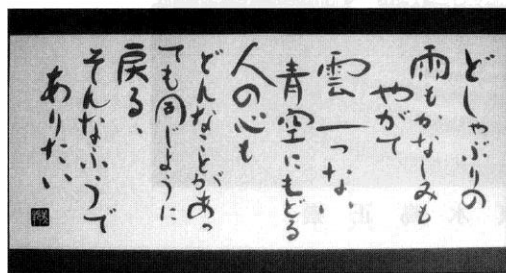 どしゃぶりの
雨もかなしみも
やがて
雲一つない
青空にもどる
人の心も
どんなことがあっ
ても同じように
戻る、
そんなふうで
ありたい